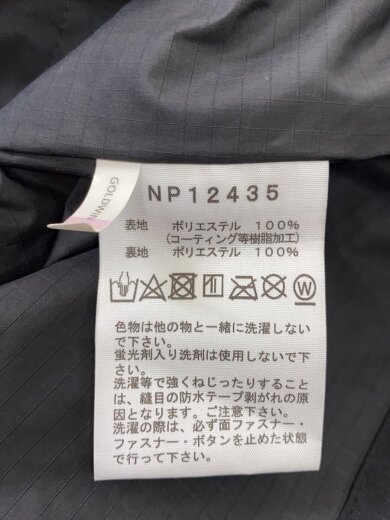 GOLDWIN
NP12435
表地 ポリエステル 100%
(コーティング等樹脂加工)
裏地 ポリエステル 100%
W
色物は他の物と一緒に洗濯しない
で下さい。
蛍光剤入り洗剤は使用しないで下
さい。
洗濯等で強くねじったりすること
は、縫目の防水テープ剥がれの原
因となります。ご注意下さい。
洗濯の際は、必ず面ファスナー・
ファスナー・ボタンを止めた状態
で行って下さい。